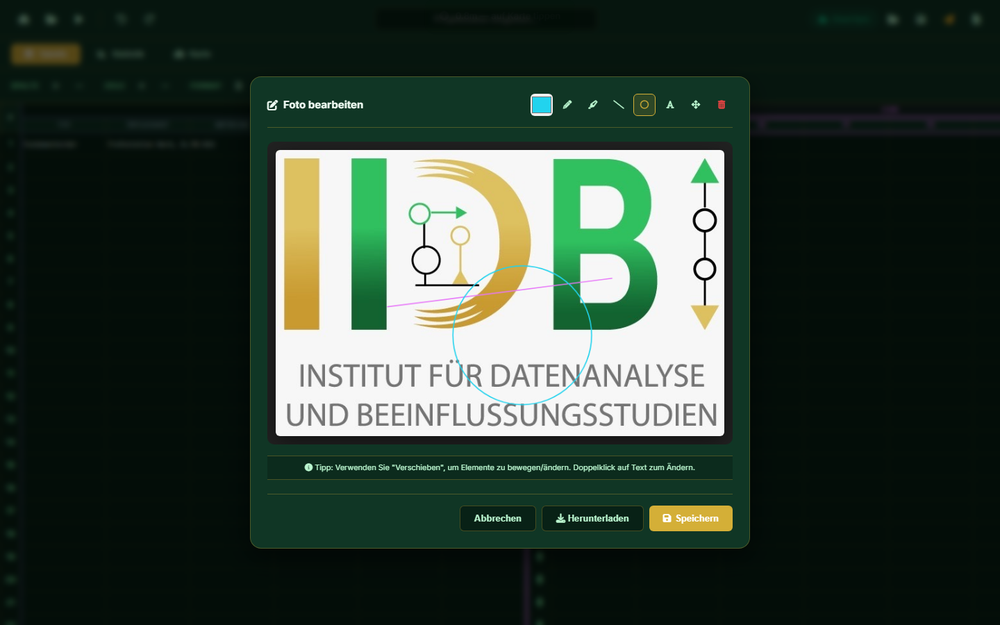 Foto bearbeiten
A
IDB
INSTITUT FÜR DATENANALYSE
UND BEEINFLUSSUNGSSTUDIEN
Tipp: Verwenden Sie "Verschieben", um Elemente zu bewegen/ändern. Doppelklick auf Text zum Ändern.
Abbrechen
Herunterladen
Speichern